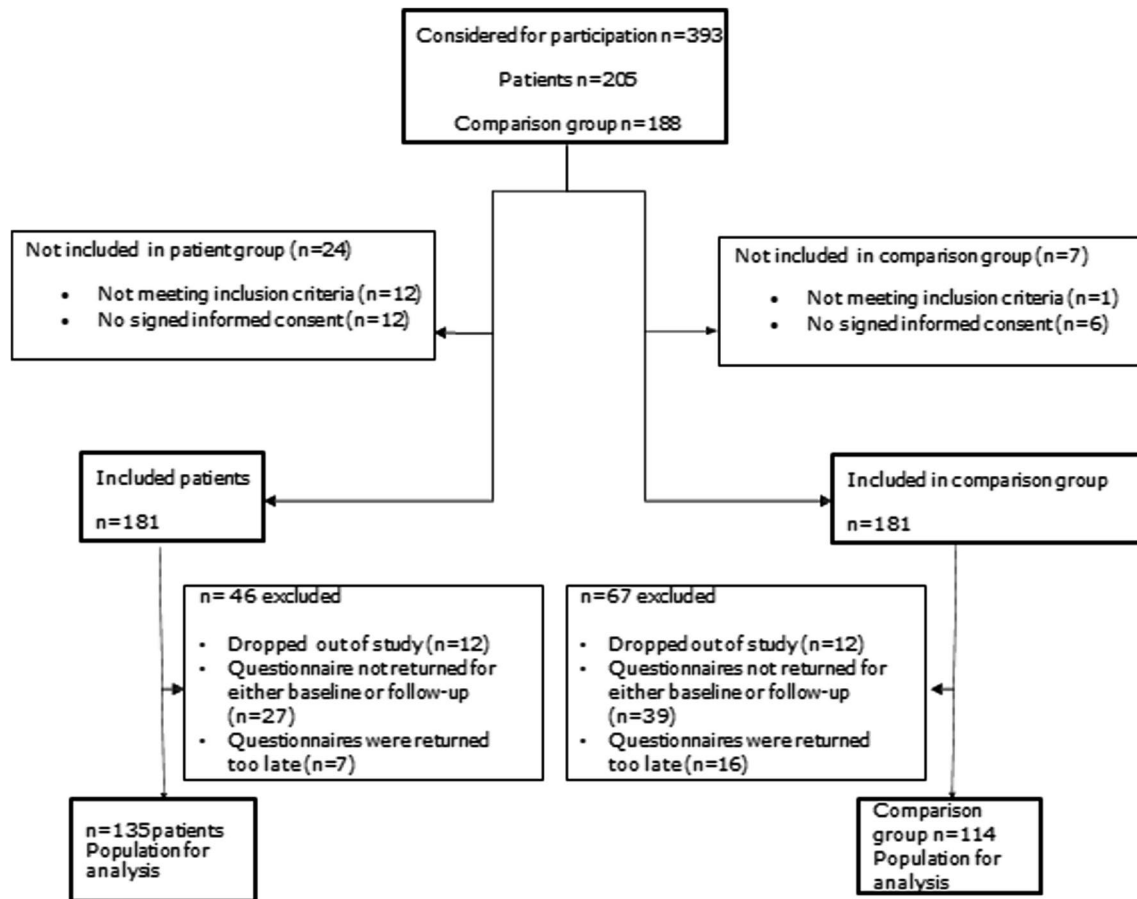 Considered for participation n=393
Patients n=205
Comparison group n=188
Not included in patient group (n=24)
• Not meeting inclusion criteria (n=12)
• No signed informed consent (n=12)
Not included in comparison group (n=7)
• Not meeting inclusion criteria (n=1)
• No signed informed consent (n=6)
Included patients
n=181
Included in comparison group
n=181
n= 46 excluded
• Dropped out of study (n=12)
• Questionnaire not returned for
either baseline or follow-up
(n=27)
• Questionnaires were returned
too late (n=7)
n=67 excluded
• Dropped out of study (n=12)
• Questionnaires not returned for
either baseline or follow-up
(n=39)
• Questionnaires were returned
too late (n=16)
n=135 patients
Population for
analysis
Comparison
group n=114
Population for
analysis